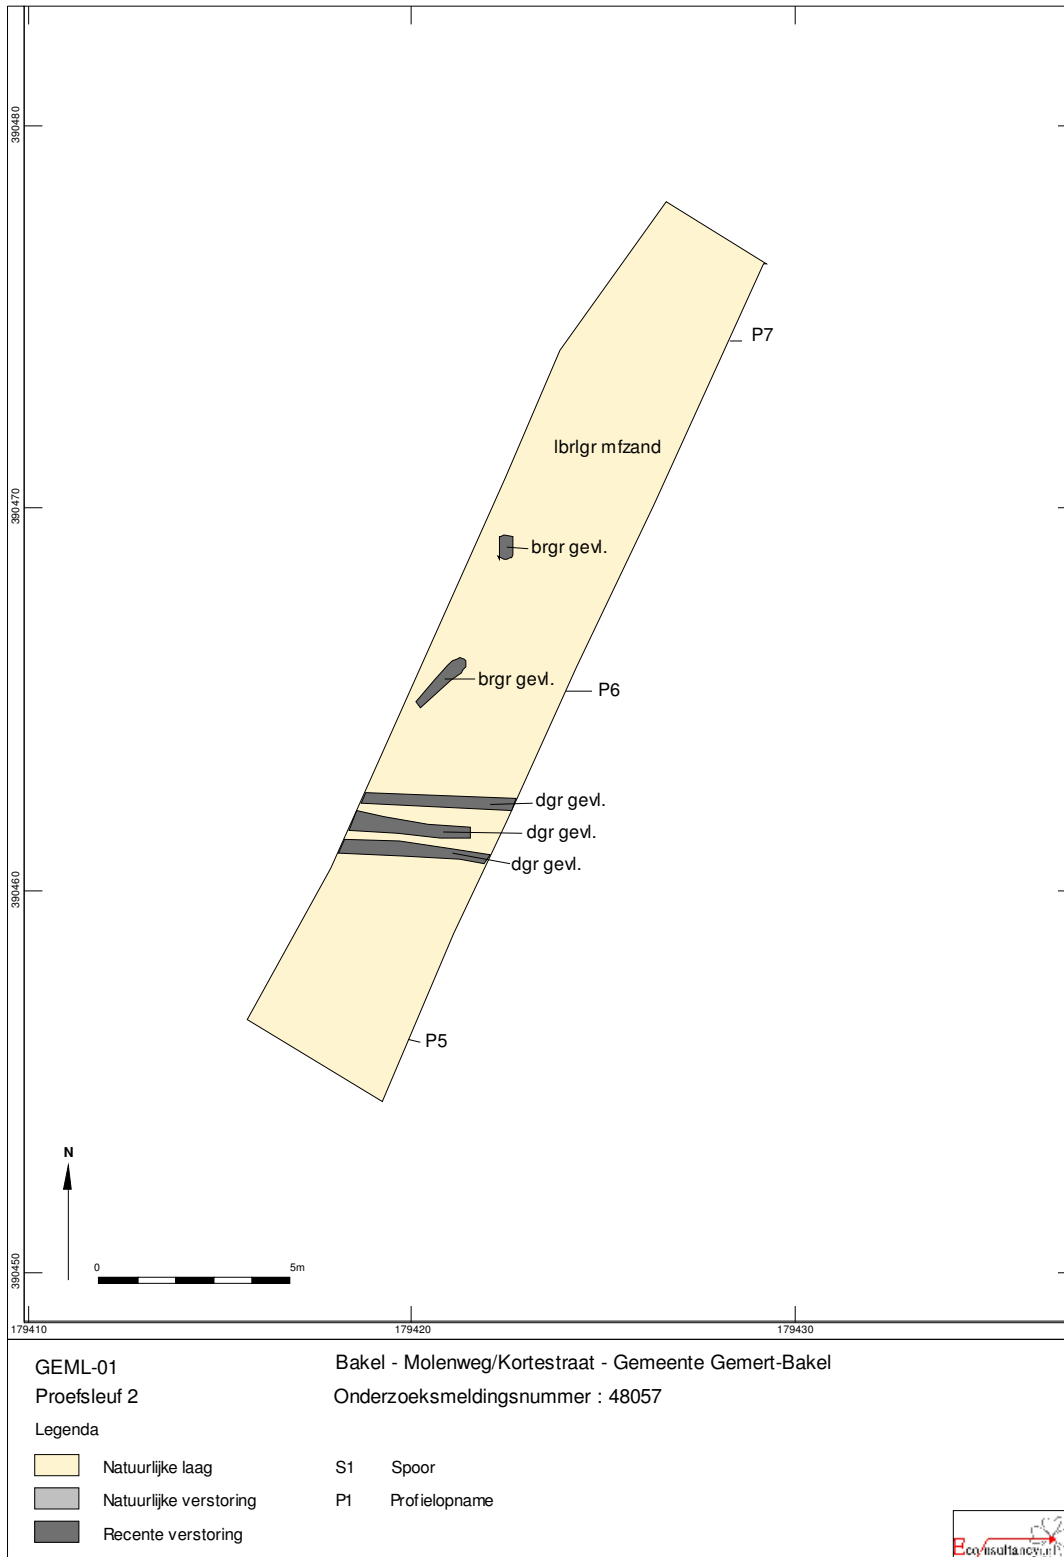 390480
P7
lbrlgr mfzand
390470
brgr gevl.
brgr gevl.
P6
dgr gevl.
dgr gevl.
dgr gevl.
390460
P5
N
0 5m
390450
179410 179420 179430
GEML-01
Bakel - Molenweg/Kortestraat - Gemeente Gemert-Bakel
Proefsleuf 2
Onderzoeksmeldingsnummer : 48057
Legenda
Natuurlijke laag
S1 Spoor
Natuurlijke verstoring
P1 Profielopname
Recente verstoring
Econsultancy.nl